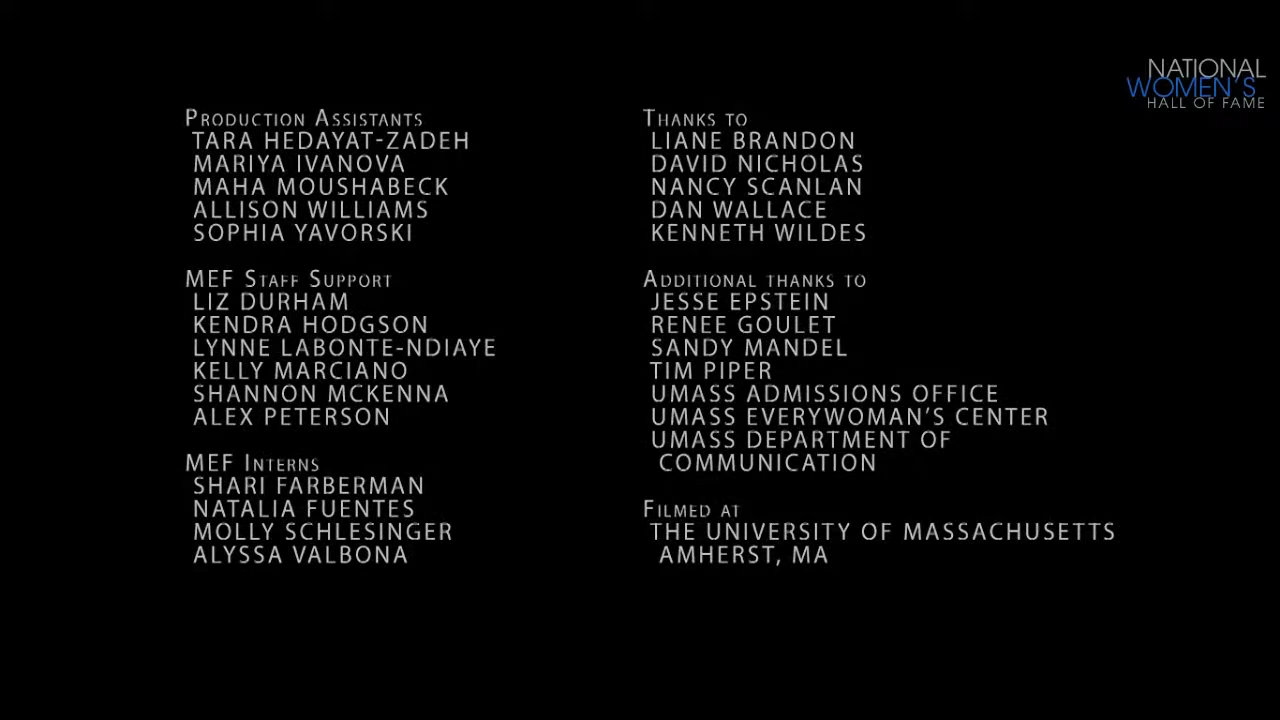 NATIONAL
WOMEN'S
HALL OF FAME
Production Assistants
TARA HEDAYAT-ZADEH
MARIYA IVANOVA
MAHA MOUSHABECK
ALLISON WILLIAMS
SOPHIA YAVORSKI
MEF Staff Support
LIZ DURHAM
KENDRA HODGSON
LYNNE LABONTE-NDIAYE
KELLY MARCIANO
SHANNON MCKENNA
ALEX PETERSON
MEF Interns
SHARI FARBERMAN
NATALIA FUENTES
MOLLY SCHLESINGER
ALYSSA VALBONA
Thanks to
LIANE BRANDON
DAVID NICHOLAS
NANCY SCANLAN
DAN WALLACE
KENNETH WILDES
Additional thanks to
JESSE EPSTEIN
RENEE GOULET
SANDY MANDEL
TIM PIPER
UMASS ADMISSIONS OFFICE
UMASS EVERYWOMAN'S CENTER
UMASS DEPARTMENT OF
COMMUNICATION
Filmed at
THE UNIVERSITY OF MASSACHUSETTS
AMHERST, MA